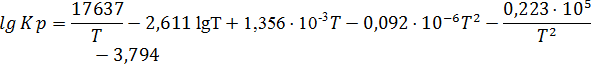 lg Kp = 17637/T − 2,611 lgT + 1,356 · 10⁻³T − 0,092 · 10⁻⁶T² − 0,223 · 10⁵/T²
− 3,794